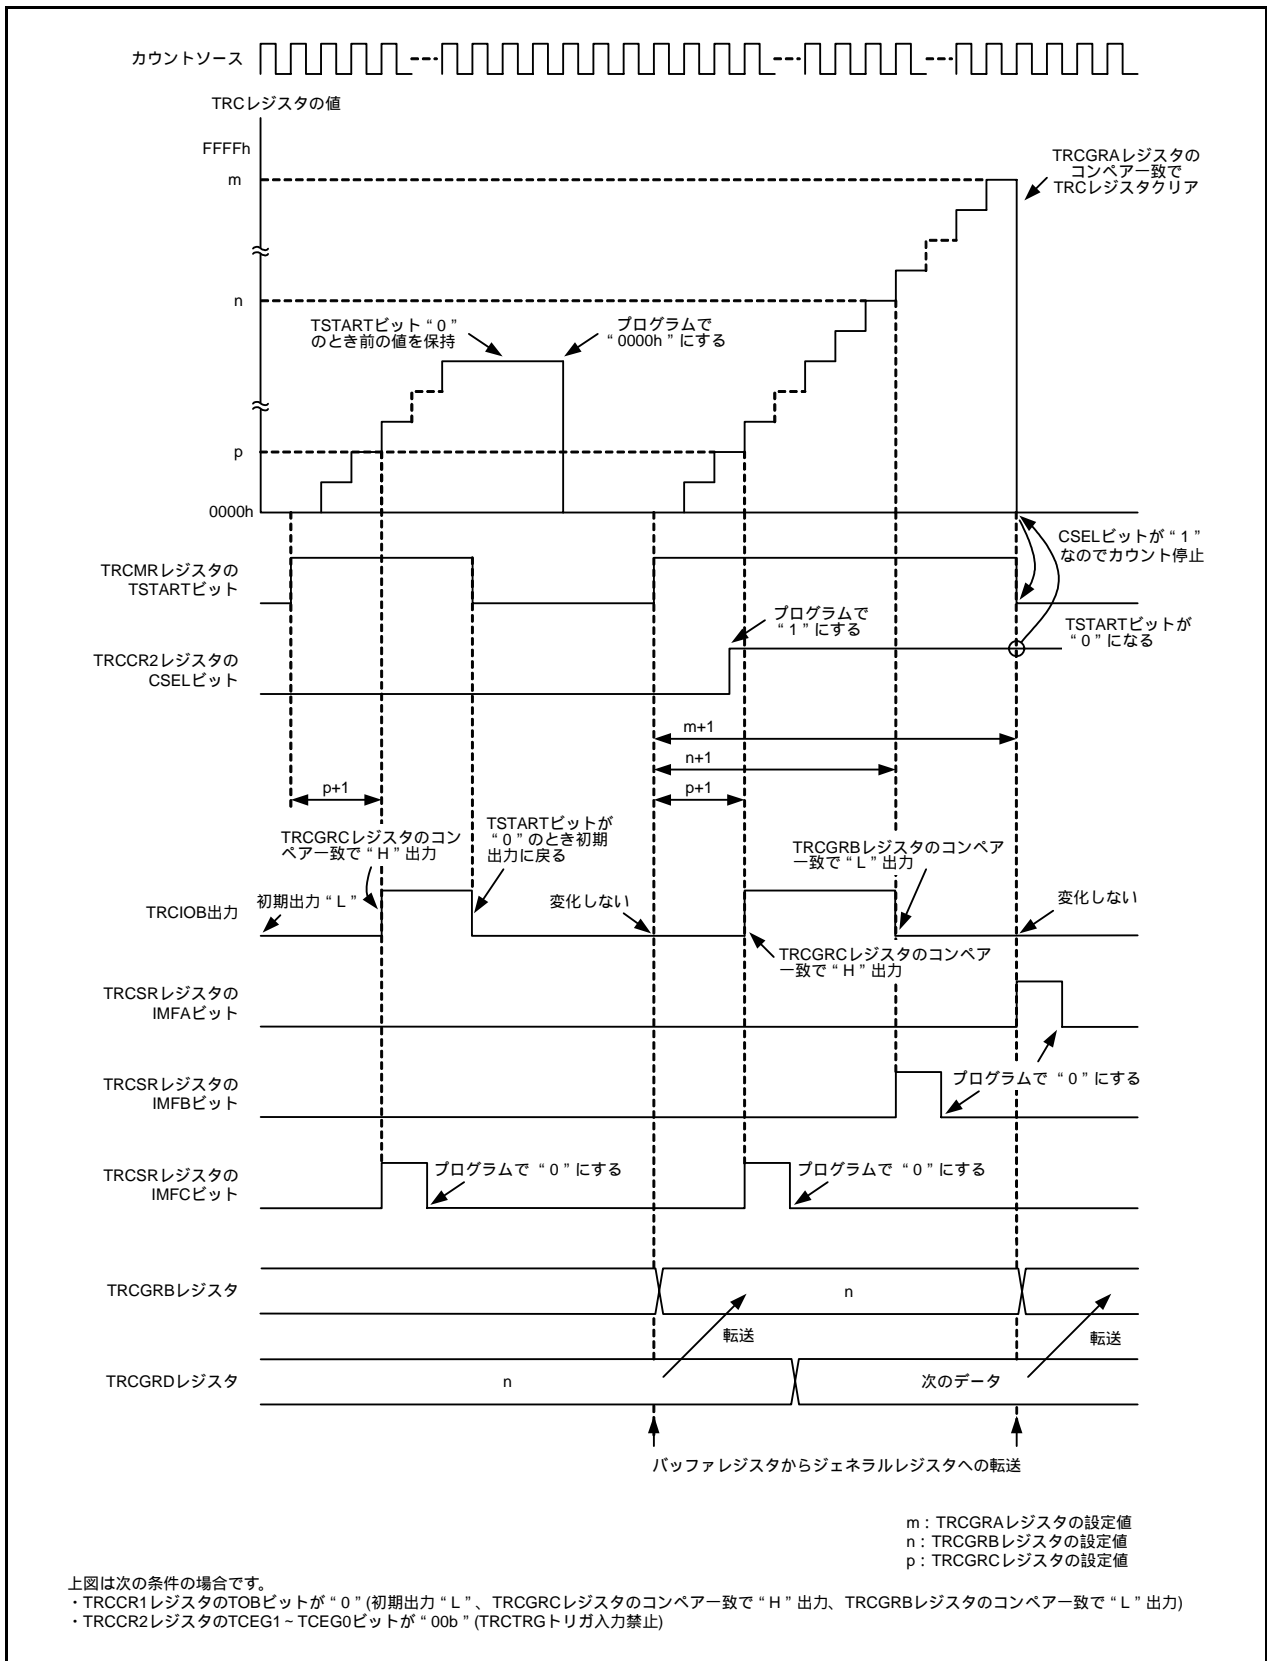 カウントソース
TRCレジスタの値
FFFFh
m
TRCGRAレジスタの
コンペア一致で
TRCレジスタクリア
n
TSTARTビット“0”
のとき前の値を保持
プログラムで
“0000h”にする
p
0000h
CSELビットが“1”
なのでカウント停止
TRCMRレジスタの
TSTARTビット
プログラムで
“1”にする
TSTARTビットが
“0”になる
TRCCR2レジスタの
CSELビット
m+1
n+1
p+1
p+1
TRCGRCレジスタのコン
ペア一致で“H”出力
TSTARTビットが
“0”のとき初期
出力に戻る
TRCGRBレジスタのコンペア
一致で“L”出力
TRCIOB出力
初期出力“L”
変化しない
変化しない
TRCGRCレジスタのコンペア
一致で“H”出力
TRCSRレジスタの
IMFAビット
プログラムで“0”にする
TRCSRレジスタの
IMFBビット
TRCSRレジスタの
IMFCビット
プログラムで“0”にする
プログラムで“0”にする
TRCGRBレジスタ
n
転送
転送
TRCGRDレジスタ
n
次のデータ
バッファレジスタからジェネラルレジスタへの転送
m：TRCGRAレジスタの設定値
n：TRCGRBレジスタの設定値
p：TRCGRCレジスタの設定値
上図は次の条件の場合です。
・TRCCR1レジスタのTOBビットが“0”(初期出力“L”、TRCGRCレジスタのコンペア一致で“H”出力、TRCGRBレジスタのコンペア一致で“L”出力)
・TRCCR2レジスタのTCEG1～TCEG0ビットが“00b”(TRCTRGトリガ入力禁止)